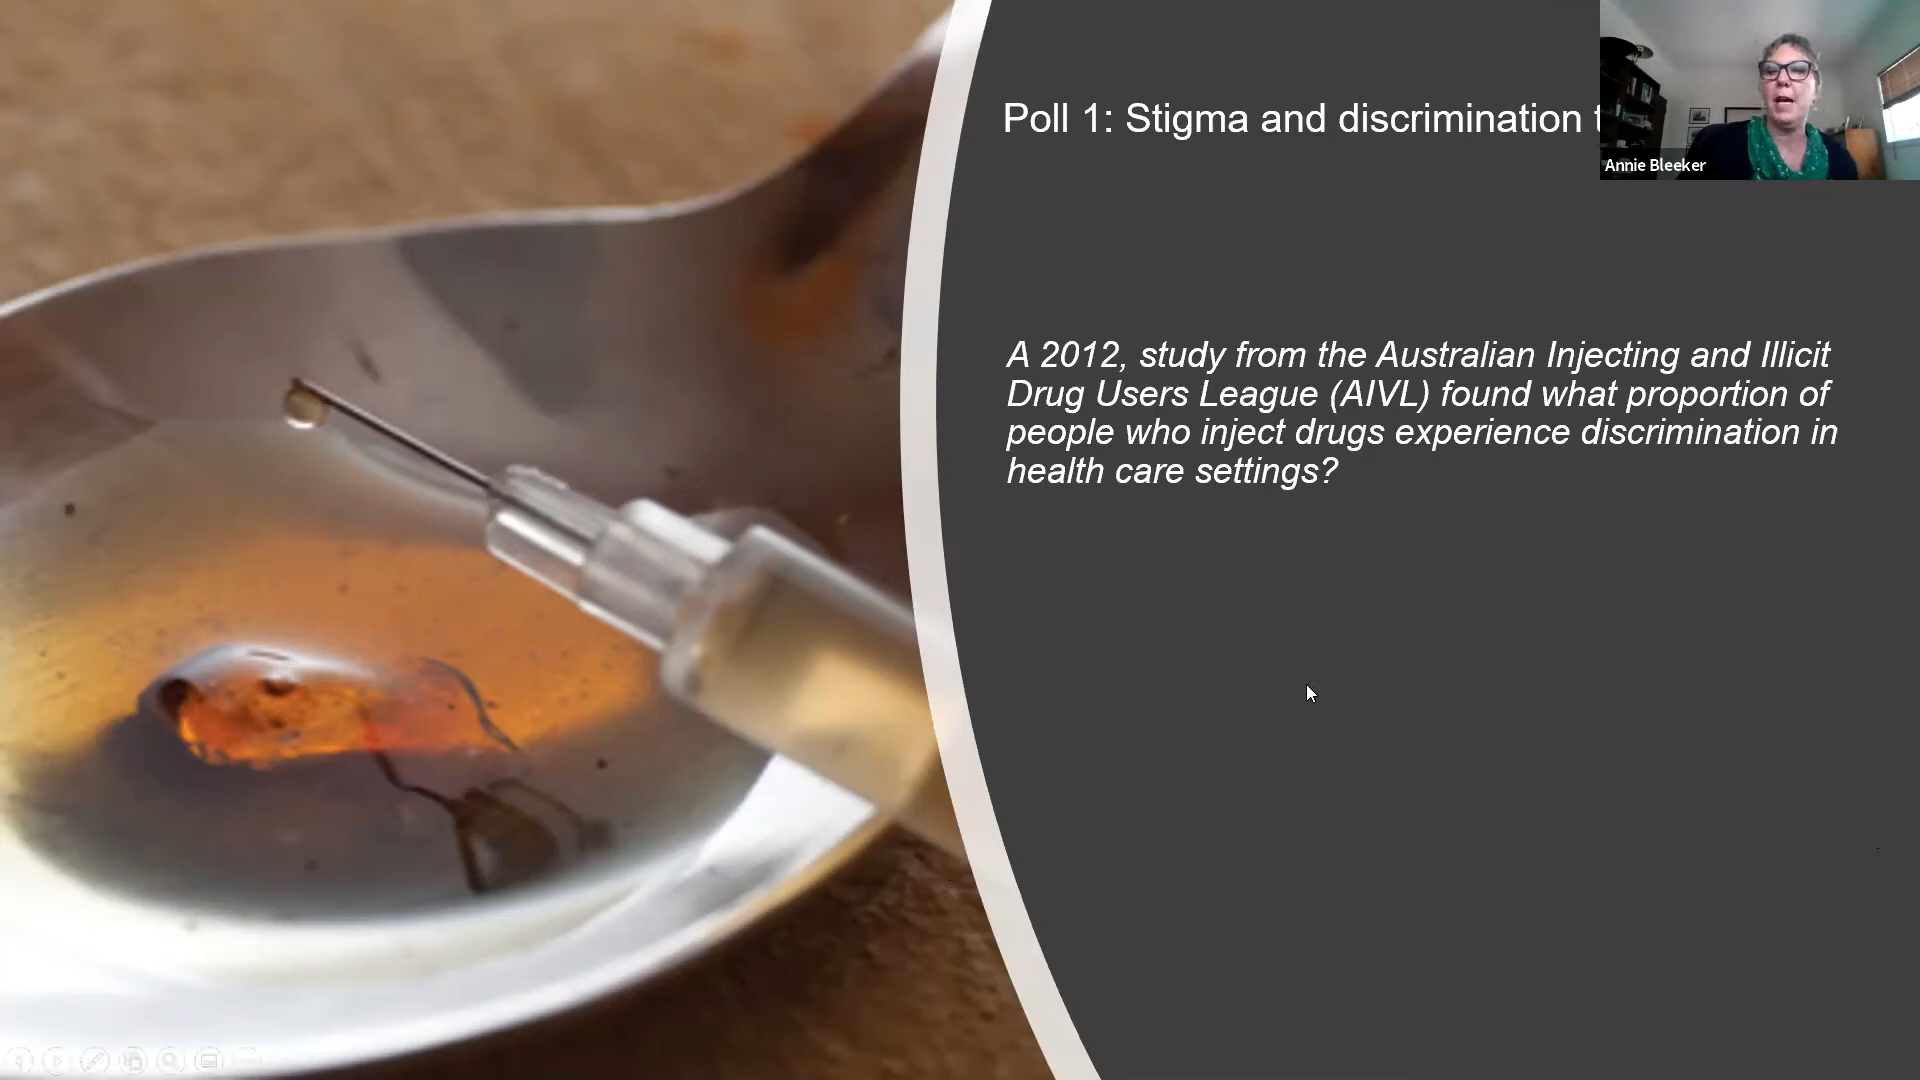 Poll 1: Stigma and discrimination
Annie Bleeker
A 2012, study from the Australian Injecting and Illicit
Drug Users League (AIVL) found what proportion of
people who inject drugs experience discrimination in
health care settings?